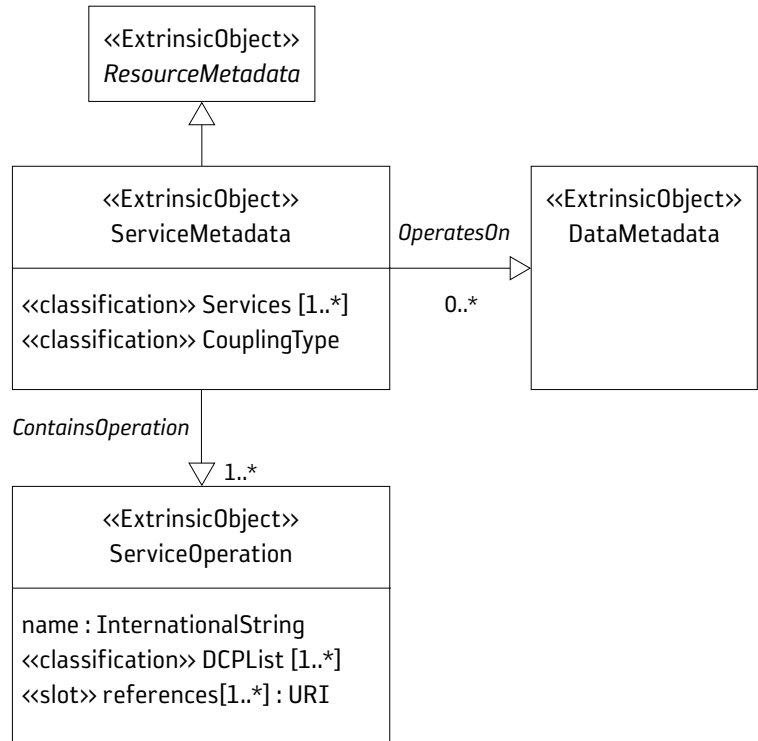 «ExtrinsicObject»
ResourceMetadata
«ExtrinsicObject»
ServiceMetadata
«classification» Services [1..*]
«classification» CouplingType
OperatesOn
0..*
«ExtrinsicObject»
DataMetadata
ContainsOperation
1..*
«ExtrinsicObject»
ServiceOperation
name : InternationalString
«classification» DCPList [1..*]
«slot» references[1..*] : URI